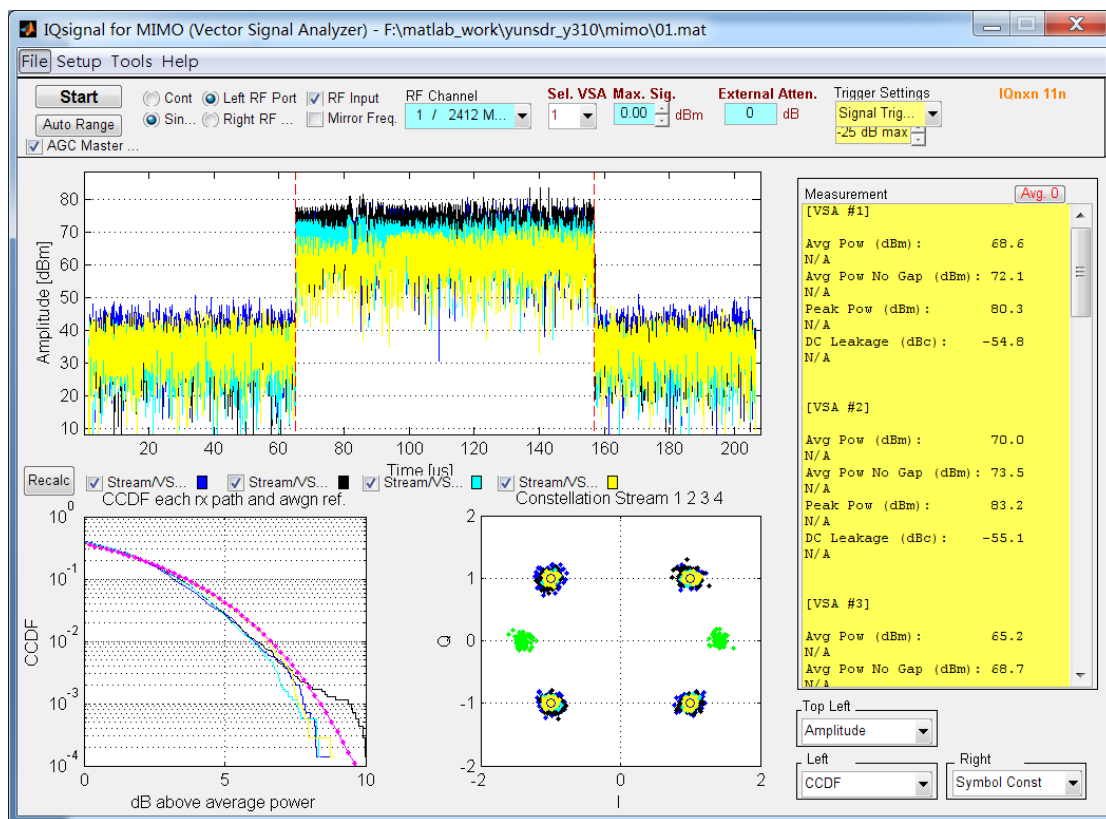 IQsignal for MIMO (Vector Signal Analyzer) - F:\matlab_work\yunsdr_y310\mimo\01.mat
File Setup Tools Help
Start
Auto Range
AGC Master ...
Cont
Sin...
Left RF Port
Right RF ...
RF Input
Mirror Freq.
RF Channel
1 / 2412 M...
Sel. VSA
1
Max. Sig.
0.00 dBm
External Atten.
0 dB
Trigger Settings
Signal Trig...
-25 dB max
IQnxn 11n
Amplitude [dBm]
80
70
60
50
40
30
20
10
20 40 60 80 100 120 140 160 180 200
Time [us]
Recalc
Stream/VS... Stream/VS... Stream/VS... Stream/VS...
CCDF each rx path and awgn ref.
CCDF
10^0
10^-1
10^-2
10^-3
10^-4
0 5 10
dB above average power
Constellation Stream 1 2 3 4
Q
2
1
0
-1
-2
-2 0 2
I
Measurement
Avg. 0
[VSA #1]
Avg Pow (dBm): 68.6
N/A
Avg Pow No Gap (dBm): 72.1
N/A
Peak Pow (dBm): 80.3
N/A
DC Leakage (dBc): -54.8
N/A
[VSA #2]
Avg Pow (dBm): 70.0
N/A
Avg Pow No Gap (dBm): 73.5
N/A
Peak Pow (dBm): 83.2
N/A
DC Leakage (dBc): -55.1
N/A
[VSA #3]
Avg Pow (dBm): 65.2
N/A
Avg Pow No Gap (dBm): 68.7
N/A
Top Left
Amplitude
Left
CCDF
Right
Symbol Const